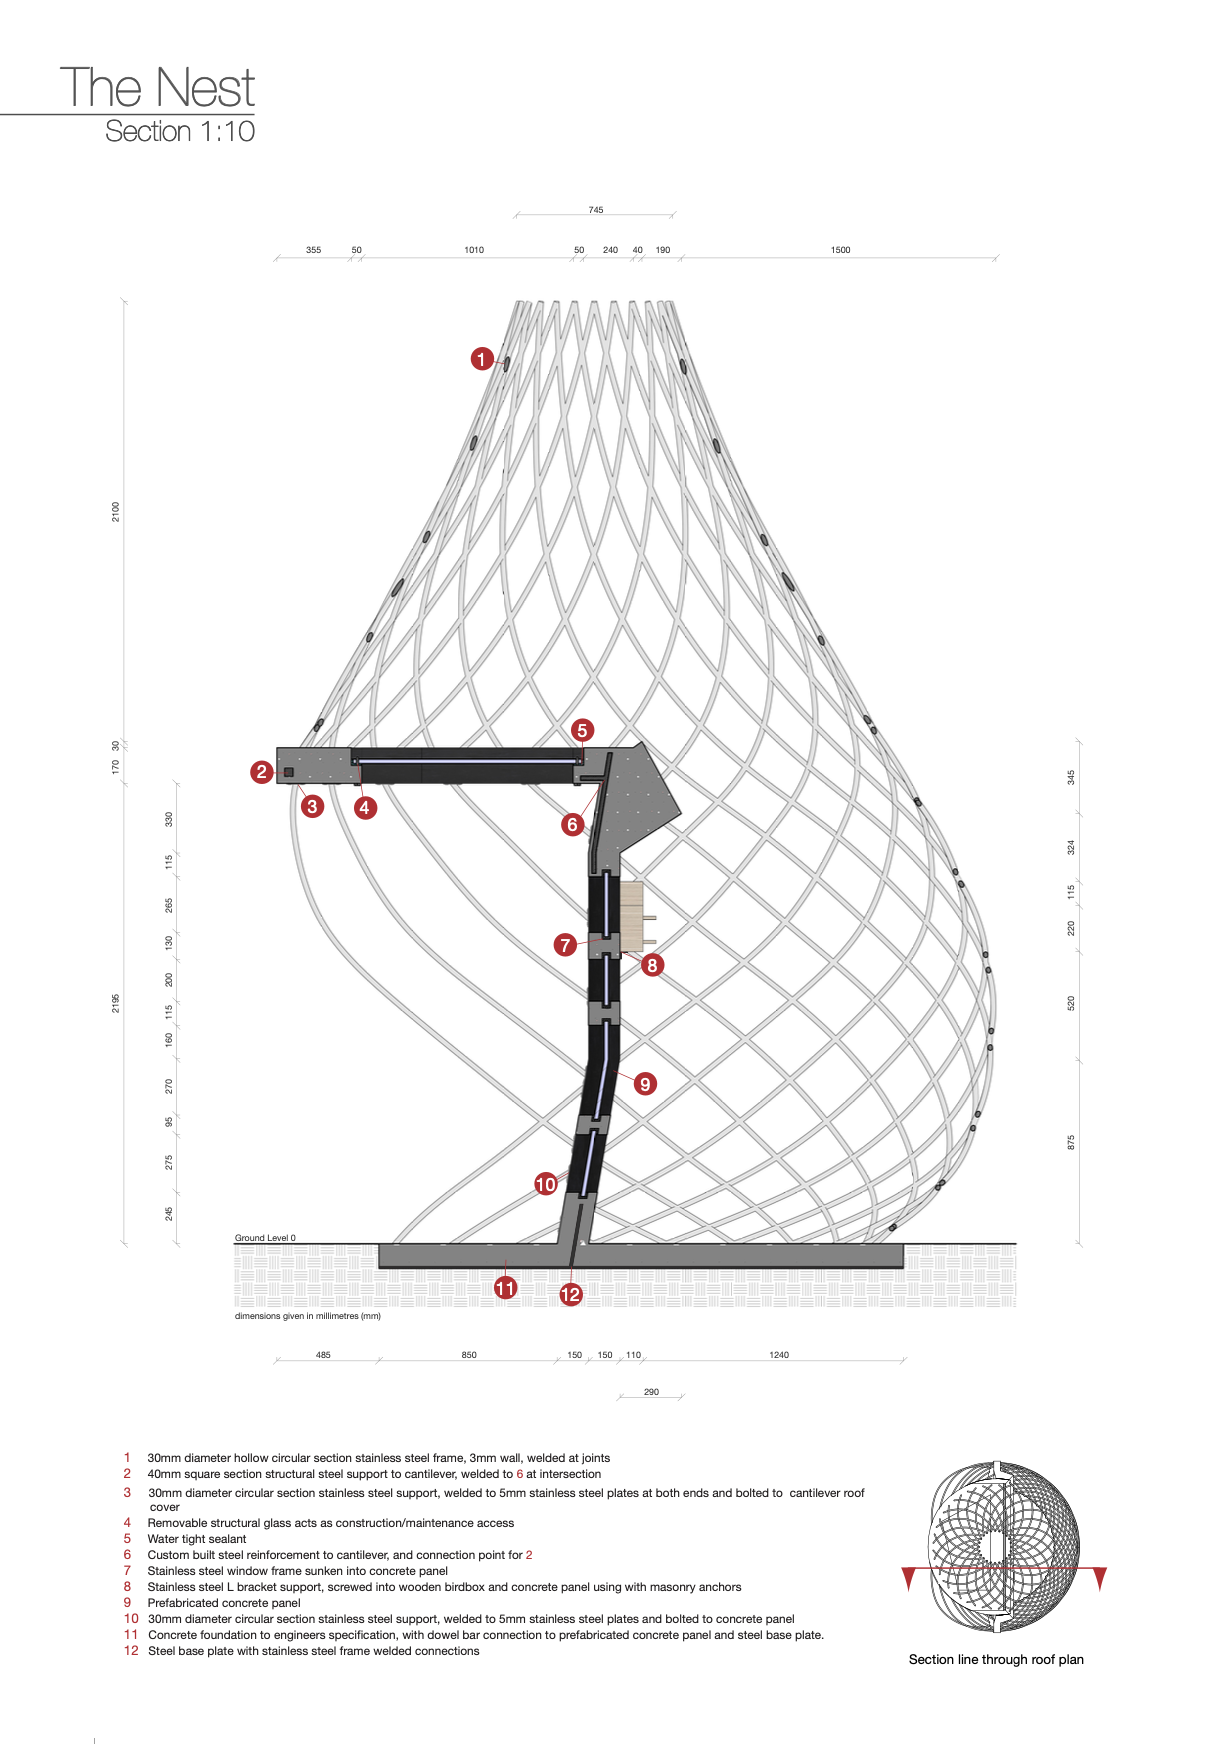 The Nest
Section 1:10
745
355 50 1010 50 240 40 190 1500
1
2100
5
30
170
2
3
4
6
345
330
324
115
115
265
220
130
7
8
200
2195
520
115
160
9
270
95
875
275
10
245
Ground Level 0
11
12
dimensions given in millimetres (mm)
485 850 150 150 110 1240
290
1 30mm diameter hollow circular section stainless steel frame, 3mm wall, welded at joints
2 40mm square section structural steel support to cantilever, welded to 6 at intersection
3 30mm diameter circular section stainless steel support, welded to 5mm stainless steel plates at both ends and bolted to cantilever roof
cover
4 Removable structural glass acts as construction/maintenance access
5 Water tight sealant
6 Custom built steel reinforcement to cantilever, and connection point for 2
7 Stainless steel window frame sunken into concrete panel
8 Stainless steel L bracket support, screwed into wooden birdbox and concrete panel using with masonry anchors
9 Prefabricated concrete panel
10 30mm diameter circular section stainless steel support, welded to 5mm stainless steel plates and bolted to concrete panel
11 Concrete foundation to engineers specification, with dowel bar connection to prefabricated concrete panel and steel base plate.
12 Steel base plate with stainless steel frame welded connections
Section line through roof plan